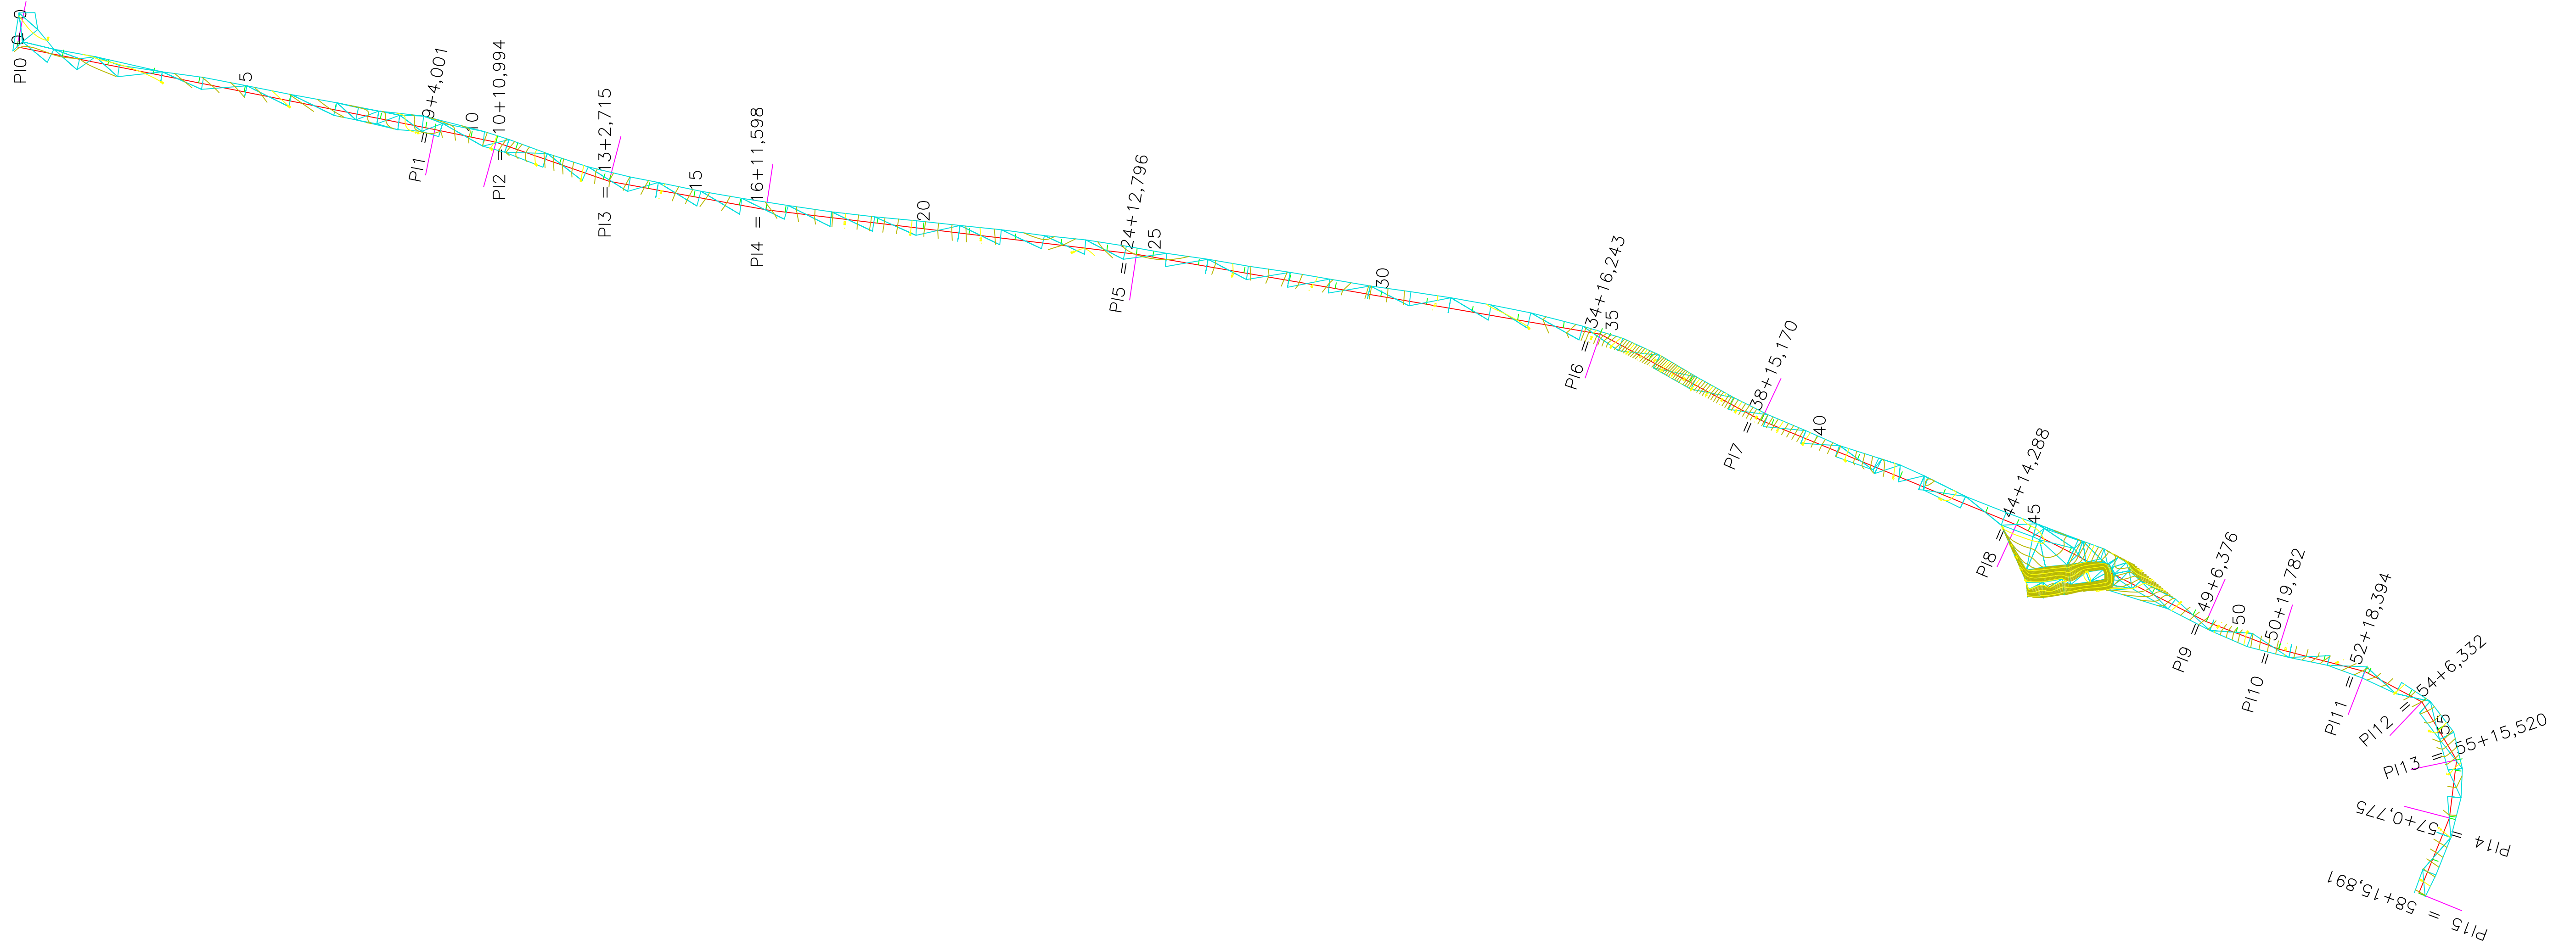 0
PI0 =
5
PI1 = 9+4,001
10
PI2 = 10+10,994
PI3 = 13+2,715
15
PI4 = 16+11,598
20
PI5 = 24+12,796
25
30
PI6 = 34+16,243
35
PI7 = 38+15,170
40
PI8 = 44+14,288
45
PI9 = 49+6,376
50
PI10 = 50+19,782
PI11 = 52+18,394
PI12 = 54+6,332
55
PI13 = 55+15,520
PI14 = 57+0,775
PI15 = 58+15,891